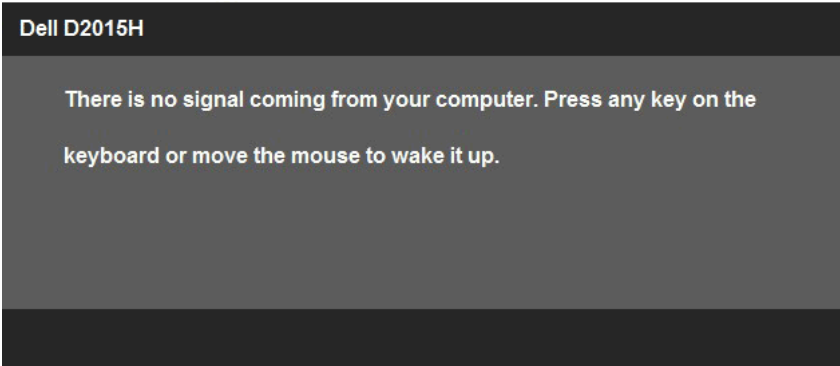 Dell D2015H
There is no signal coming from your computer. Press any key on the
keyboard or move the mouse to wake it up.